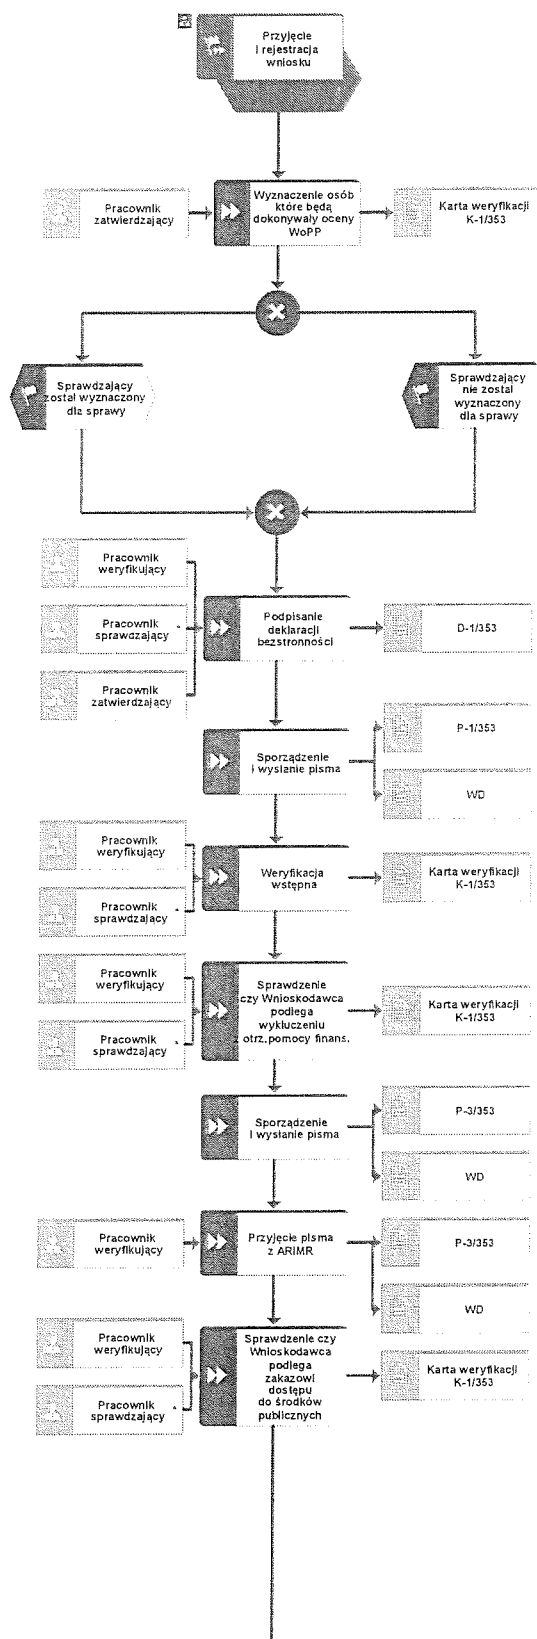 Przyjęcie
i rejestracja
wniosku
Pracownik
zatwierdzający
Wyznaczenie osób
które będą
dokonywały oceny
WoPP
Karta weryfikacji
K-1/353
Sprawdzający
został wyznaczony
dla sprawy
Sprawdzający
nie został
wyznaczony
dla sprawy
Pracownik
weryfikujący
Pracownik
sprawdzający
Pracownik
zatwierdzający
Podpisanie
deklaracji
bezstronności
D-1/353
Sporządzenie
i wysłanie pisma
P-1/353
WD
Pracownik
weryfikujący
Pracownik
sprawdzający
Weryfikacja
wstępna
Karta weryfikacji
K-1/353
Pracownik
weryfikujący
Pracownik
sprawdzający
Sprawdzenie
czy Wnioskodawca
podlega
wykluczeniu
z otrz.pomocy finans.
Karta weryfikacji
K-1/353
Sporządzenie
i wysłanie pisma
P-3/353
WD
Pracownik
weryfikujący
Przyjęcie pisma
z ARIMR
P-3/353
WD
Pracownik
weryfikujący
Pracownik
sprawdzający
Sprawdzenie czy
Wnioskodawca
podlega
zakazowi
dostępu
do środków
publicznych
Karta weryfikacji
K-1/353